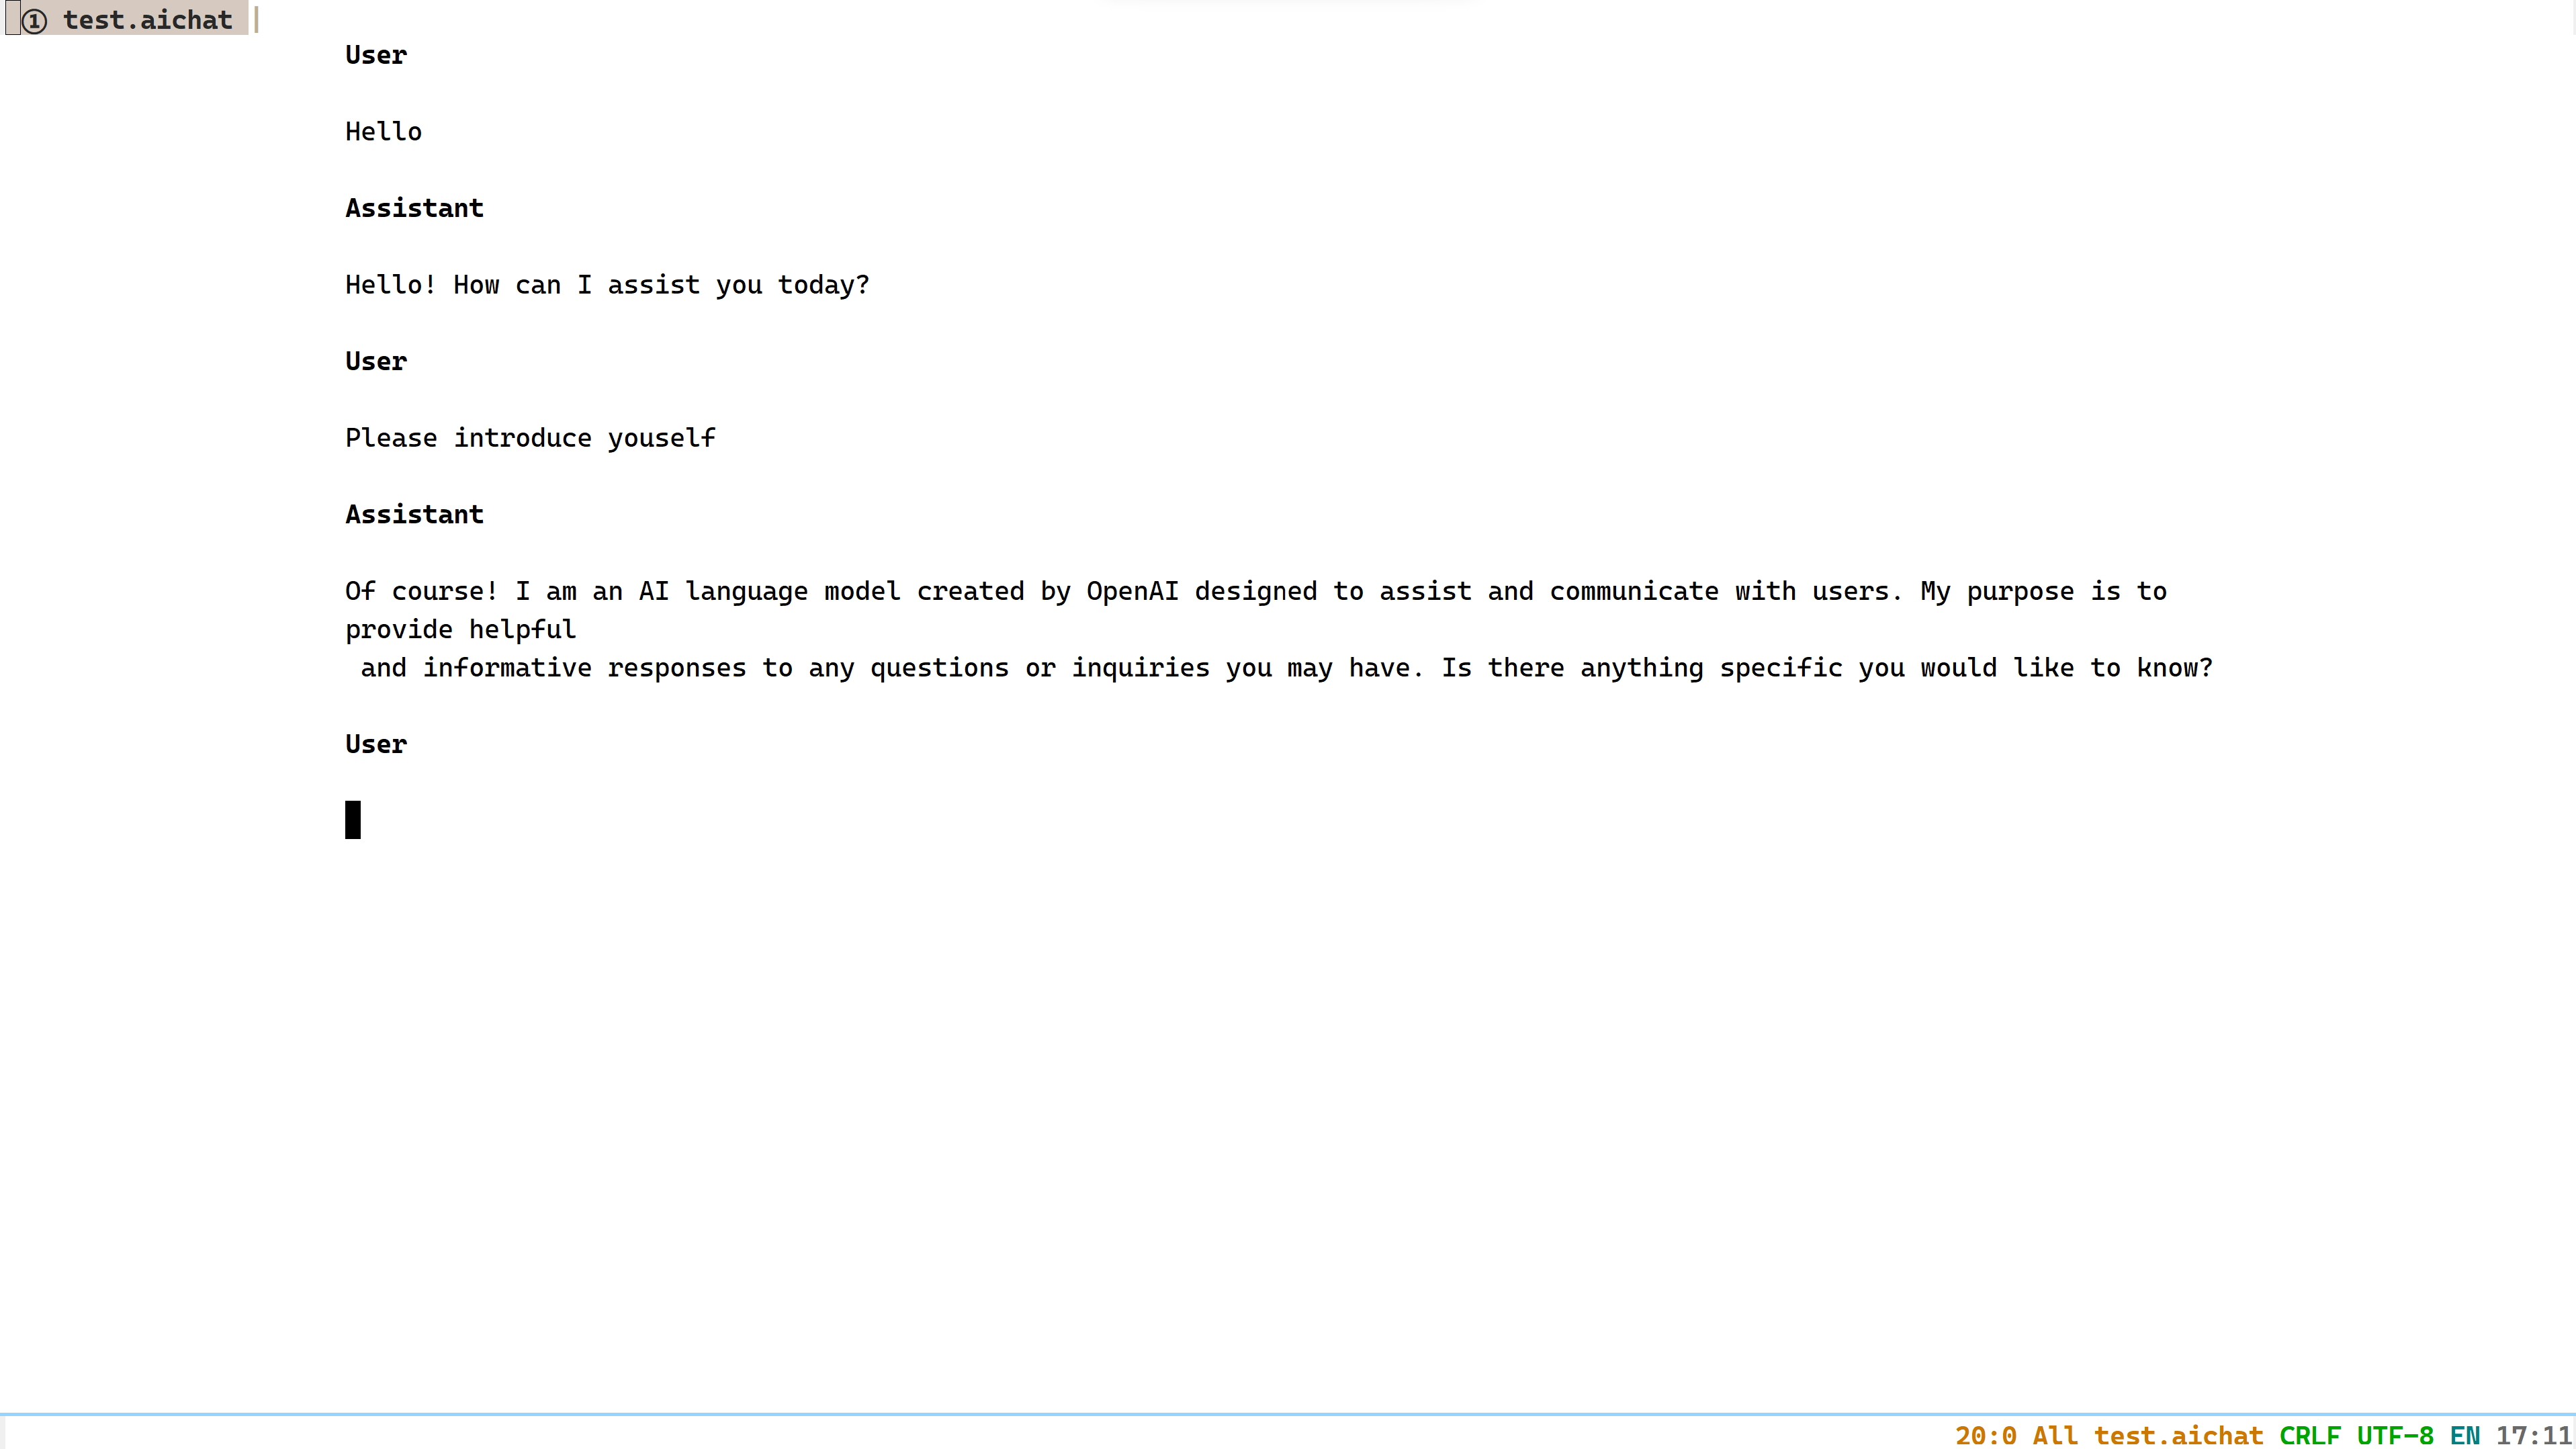 ① test.aichat
User
Hello
Assistant
Hello! How can I assist you today?
User
Please introduce youself
Assistant
Of course! I am an AI language model created by OpenAI designed to assist and communicate with users. My purpose is to
provide helpful
and informative responses to any questions or inquiries you may have. Is there anything specific you would like to know?
User
20:0 All test.aichat CRLF UTF-8 EN 17:11